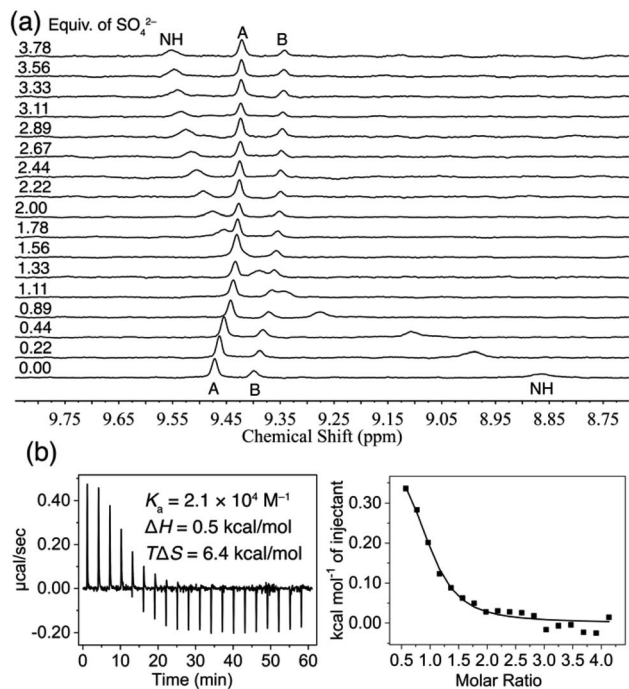 (a)
Equiv. of SO₄²⁻
NH A B
3.78
3.56
3.33
3.11
2.89
2.67
2.44
2.22
2.00
1.78
1.56
1.33
1.11
0.89
0.44
0.22
0.00
A B NH
9.75 9.65 9.55 9.45 9.35 9.25 9.15 9.05 8.95 8.85 8.75
Chemical Shift (ppm)
(b)
μcal/sec
0.40
0.20
0.00
-0.20
Kₐ = 2.1 × 10⁴ M⁻¹
ΔH = 0.5 kcal/mol
TΔS = 6.4 kcal/mol
0 10 20 30 40 50 60
Time (min)
kcal mol⁻¹ of injectant
0.30
0.20
0.10
0.00
0.5 1.0 1.5 2.0 2.5 3.0 3.5 4.0
Molar Ratio